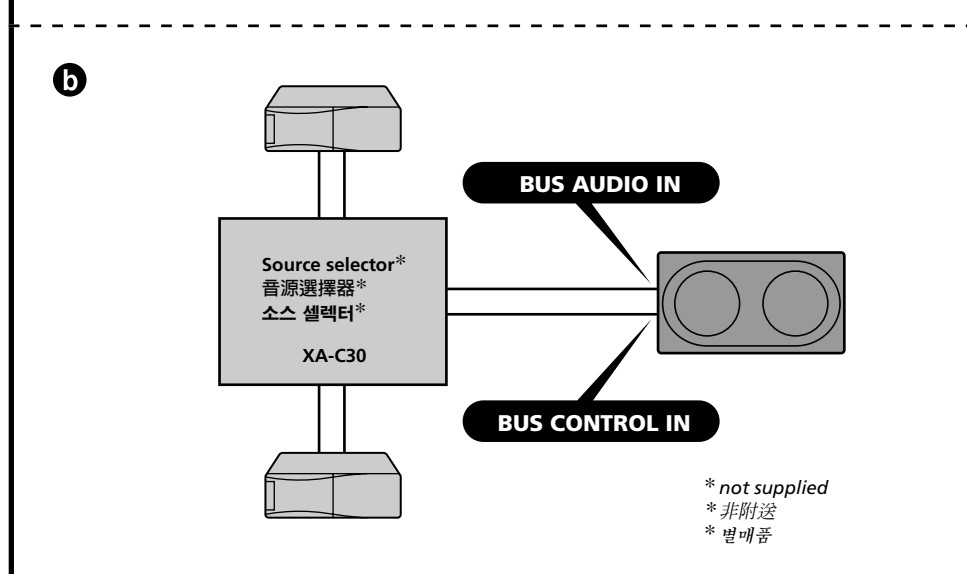 b
BUS AUDIO IN
Source selector*
音源選擇器*
소스 셀렉터*
XA-C30
BUS CONTROL IN
* not supplied
* 非附送
* 별매품